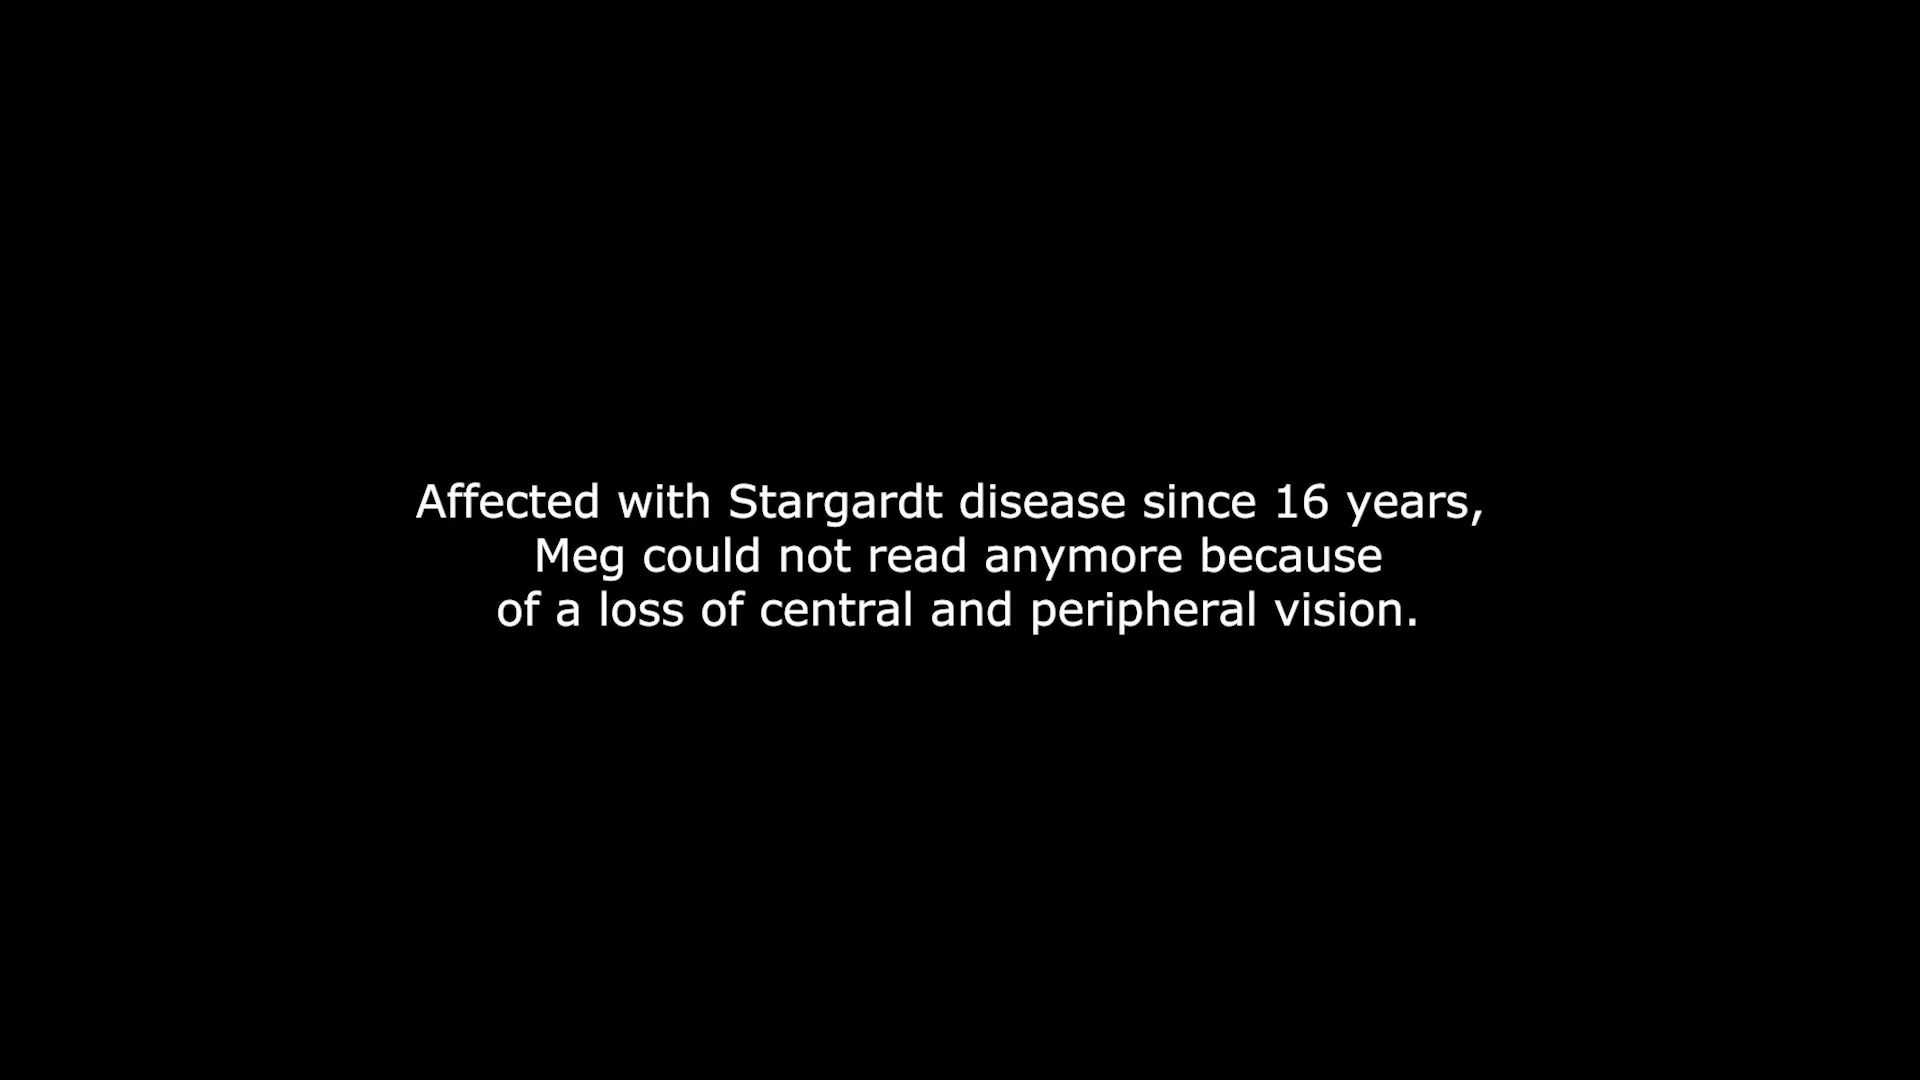 Affected with Stargardt disease since 16 years,
Meg could not read anymore because
of a loss of central and peripheral vision.